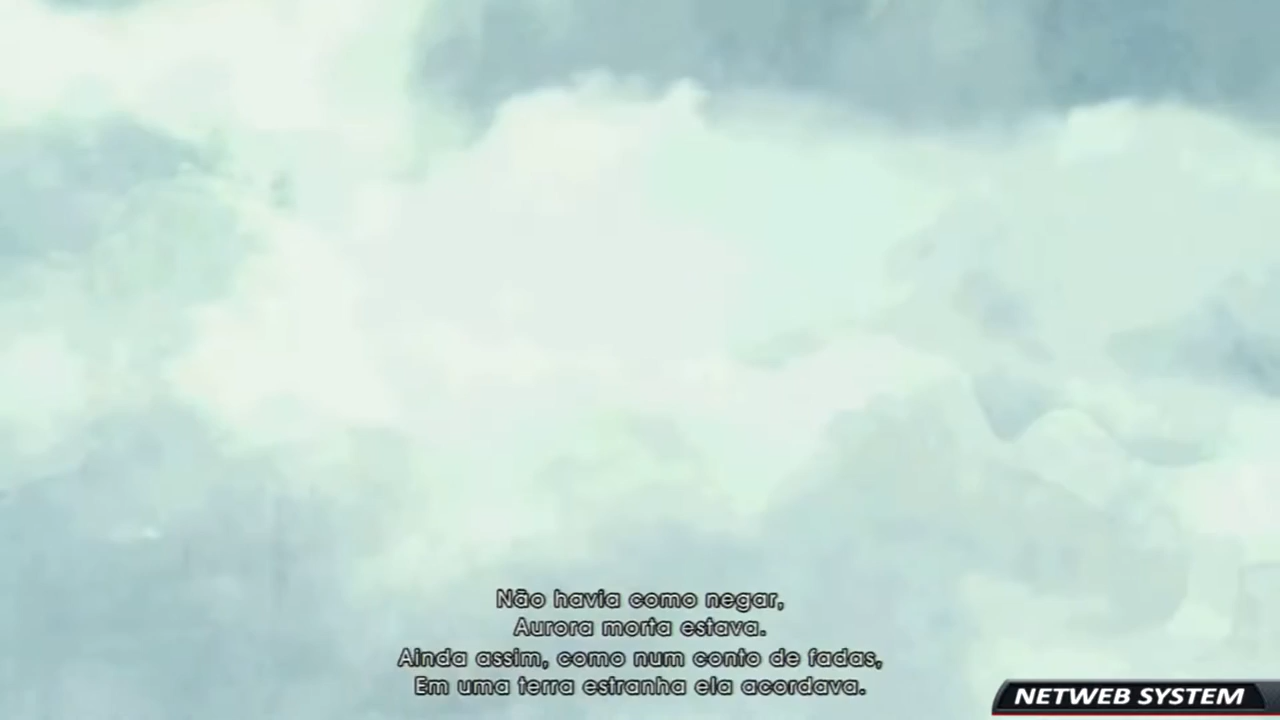 Não havia como negar,
Aurora morta estava.
Ainda assim, como num conto de fadas,
Em uma terra estranha ela acordava.
NETWEB SYSTEM